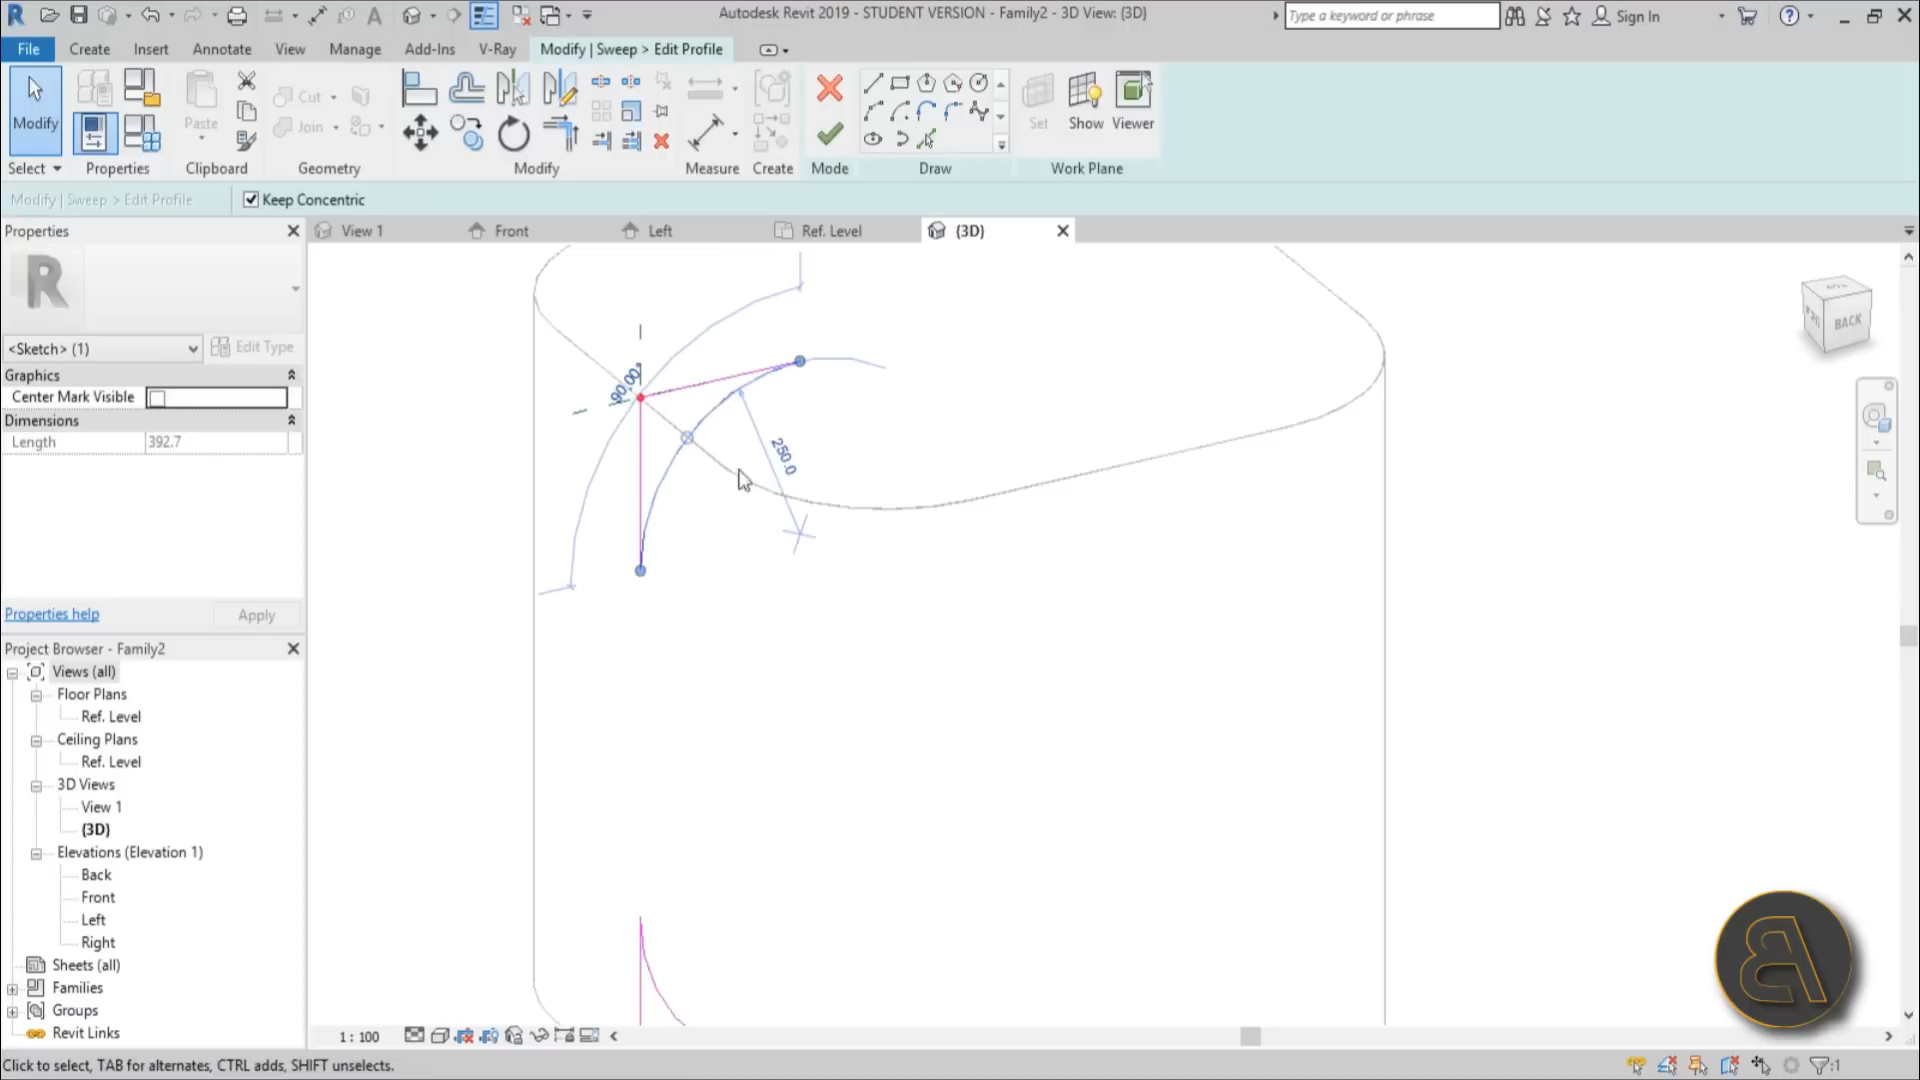 Autodesk Revit 2019 - STUDENT VERSION - Family2 - 3D View: {3D}
Type a keyword or phrase
Sign In
File
Create
Insert
Annotate
View
Manage
Add-Ins
V-Ray
Modify | Sweep > Edit Profile
Modify
Paste
Cut
Join
Set
Show
Viewer
Select
Properties
Clipboard
Geometry
Modify
Measure
Create
Mode
Draw
Work Plane
Modify | Sweep > Edit Profile
Keep Concentric
Properties
View 1
Front
Left
Ref. Level
{3D}
<Sketch> (1)
Edit Type
Graphics
Center Mark Visible
Dimensions
Length
392.7
Properties help
Apply
90.00°
250.0
BACK
Project Browser - Family2
Views (all)
Floor Plans
Ref. Level
Ceiling Plans
Ref. Level
3D Views
View 1
{3D}
Elevations (Elevation 1)
Back
Front
Left
Right
Sheets (all)
Families
Groups
Revit Links
1 : 100
Click to select, TAB for alternates, CTRL adds, SHIFT unselects.
:1